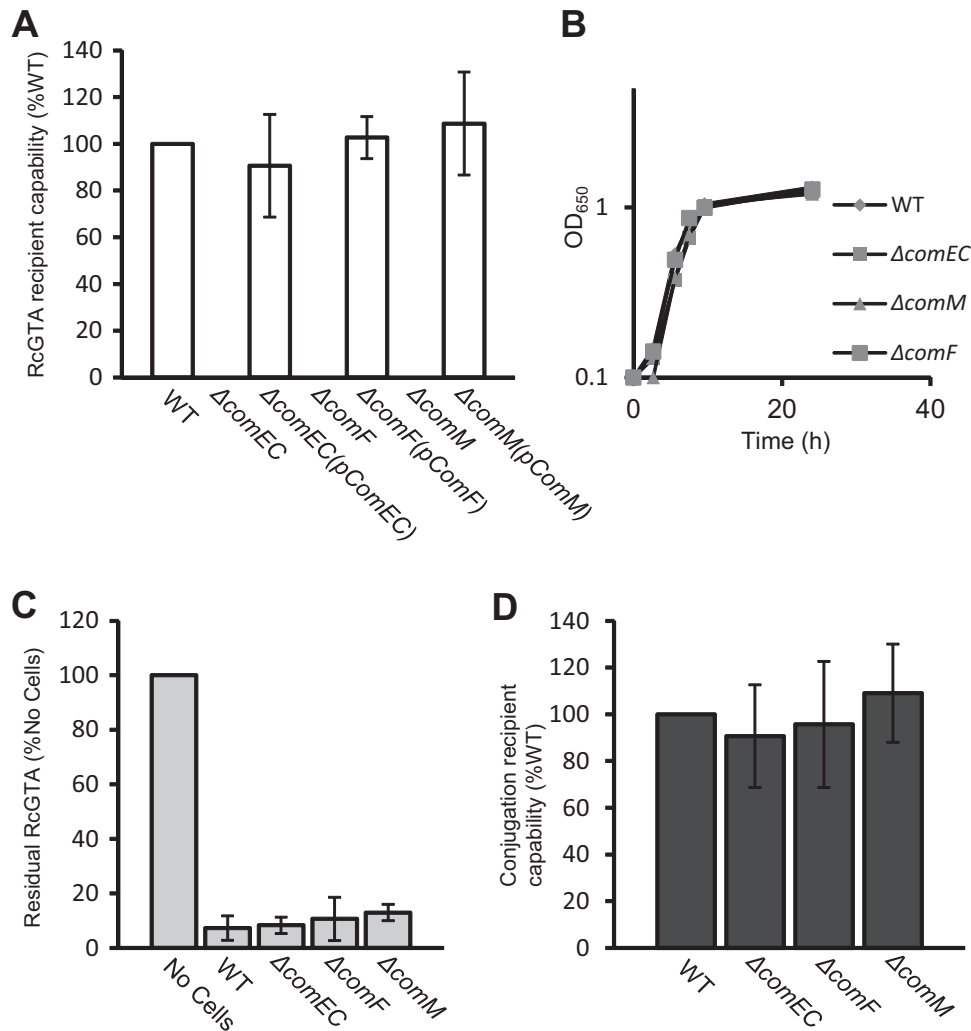 A
RcGTA recipient capability (%WT)
140
120
100
80
60
40
20
0
WT
ΔcomEC
ΔcomEC(pComEC)
ΔcomF
ΔcomF(pComF)
ΔcomM
ΔcomM(pComM)
B
OD650
1
0.1
0
20
40
Time (h)
WT
ΔcomEC
ΔcomM
ΔcomF
C
Residual RcGTA (%No Cells)
120
100
80
60
40
20
0
No Cells
WT
ΔcomEC
ΔcomF
ΔcomM
D
Conjugation recipient
capability (%WT)
140
120
100
80
60
40
20
0
WT
ΔcomEC
ΔcomF
ΔcomM